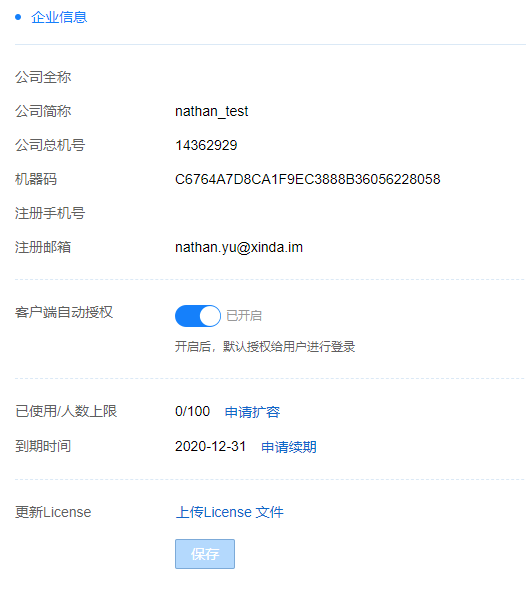 企业信息
公司全称
公司简称 nathan_test
公司总机号 14362929
机器码 C6764A7D8CA1F9EC3888B36056228058
注册手机号
注册邮箱 nathan.yu@xinda.im
客户端自动授权 已开启
开启后，默认授权给用户进行登录
已使用/人数上限 0/100 申请扩容
到期时间 2020-12-31 申请续期
更新License 上传License 文件
保存